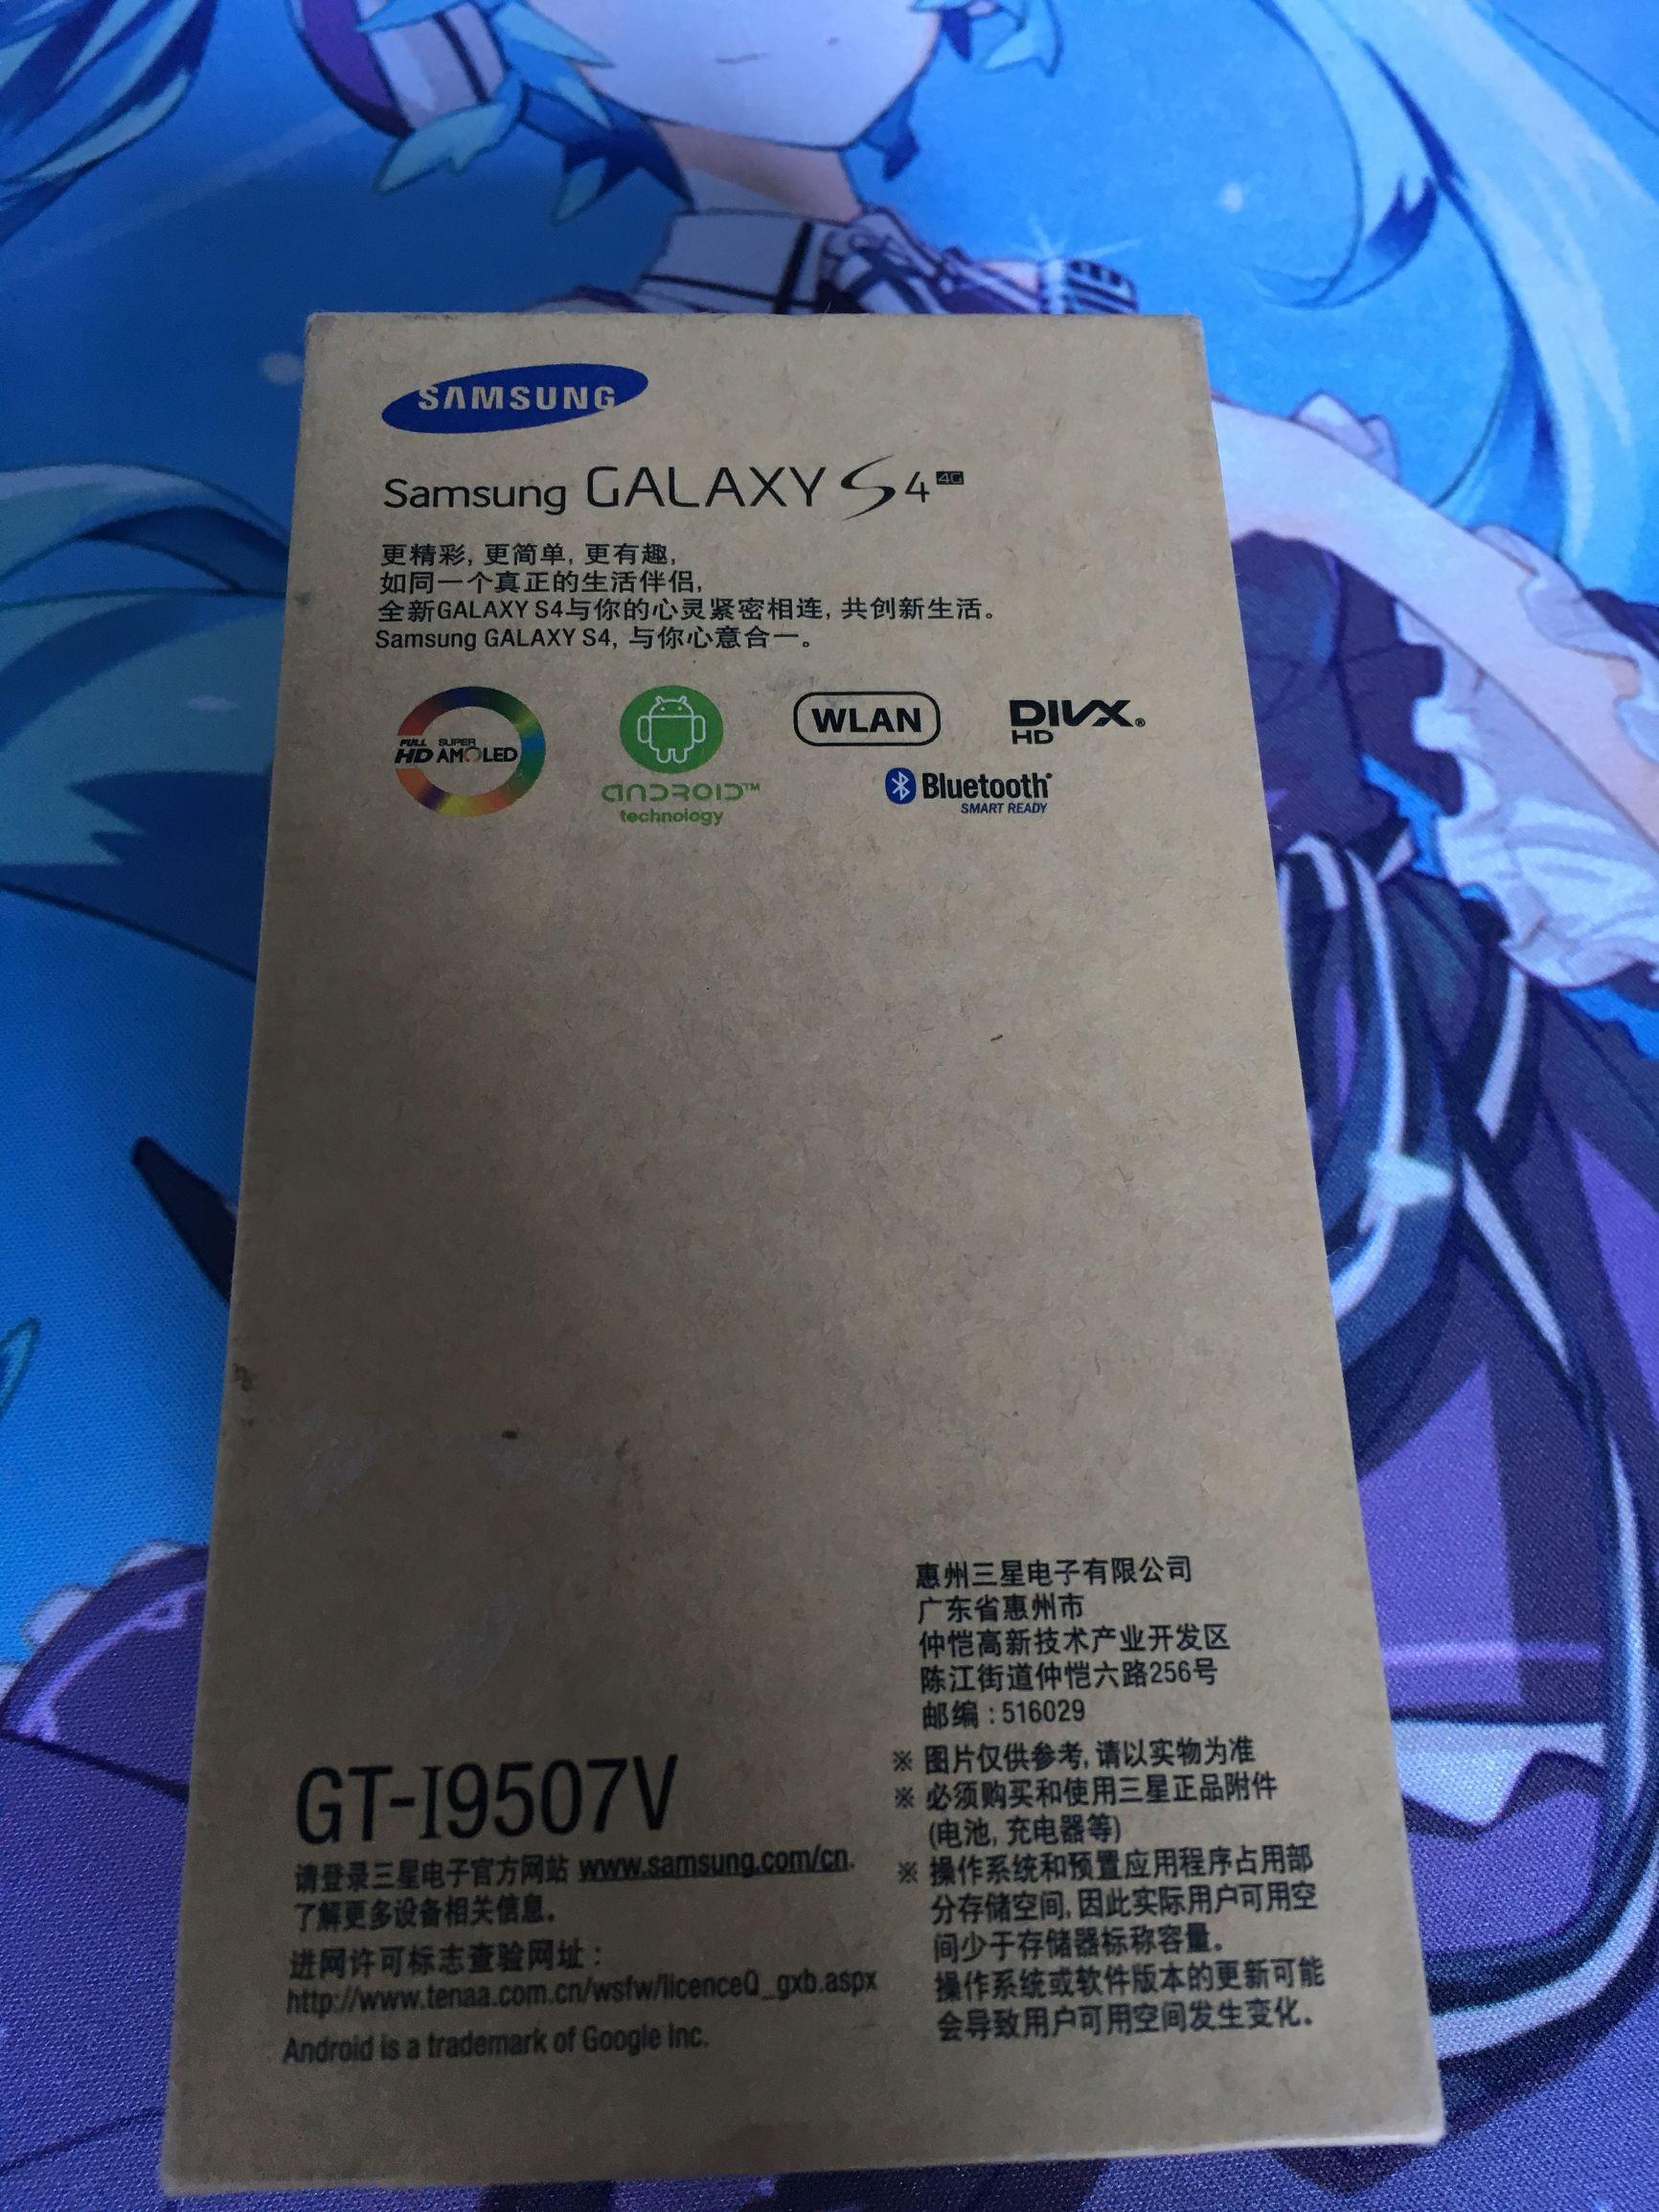 SAMSUNG
Samsung GALAXY S4 4G
更精彩, 更简单, 更有趣,
如同一个真正的生活伴侣,
全新GALAXY S4与你的心灵紧密相连, 共创新生活。
Samsung GALAXY S4, 与你心意合一。
FULL HD SUPER AMOLED
ANDROID™
technology
WLAN
DIVX®
HD
Bluetooth®
SMART READY
惠州三星电子有限公司
广东省惠州市
仲恺高新技术产业开发区
陈江街道仲恺六路256号
邮编 : 516029
※ 图片仅供参考, 请以实物为准
※ 必须购买和使用三星正品附件
(电池, 充电器等)
※ 操作系统和预置应用程序占用部
分存储空间, 因此实际用户可用空
间少于存储器标称容量。
操作系统或软件版本的更新可能
会导致用户可用空间发生变化。
GT-I9507V
请登录三星电子官方网站 www.samsung.com/cn,
了解更多设备相关信息。
进网许可标志查验网址 :
http://www.tenaa.com.cn/wsfw/licenceQ_gxb.aspx
Android is a trademark of Google Inc.